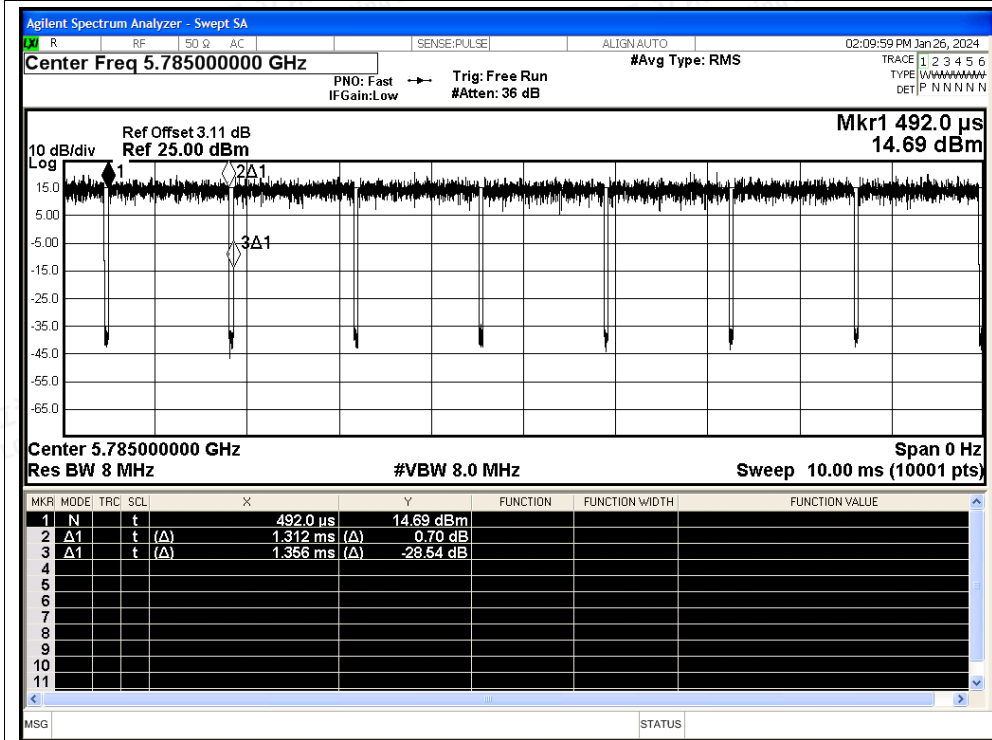 Agilent Spectrum Analyzer - Swept SA
LXI R RF 50 Ω AC SENSE:PULSE ALIGN AUTO 02:09:59 PM Jan 26, 2024
Center Freq 5.785000000 GHz #Avg Type: RMS TRACE 1 2 3 4 5 6
PNO: Fast Trig: Free Run TYPE WWWWWW
IFGain:Low #Atten: 36 dB DET P N N N N N
Mkr1 492.0 µs
14.69 dBm
Ref Offset 3.11 dB
10 dB/div Ref 25.00 dBm
Log
1 2Δ1
15.0
5.00
-5.00 3Δ1
-15.0
-25.0
-35.0
-45.0
-55.0
-65.0
Center 5.785000000 GHz Span 0 Hz
Res BW 8 MHz #VBW 8.0 MHz Sweep 10.00 ms (10001 pts)
MKR MODE TRC SCL X Y FUNCTION FUNCTION WIDTH FUNCTION VALUE
1 N t 492.0 µs 14.69 dBm
2 Δ1 t (Δ) 1.312 ms (Δ) 0.70 dB
3 Δ1 t (Δ) 1.356 ms (Δ) -28.54 dB
4
5
6
7
8
9
10
11
MSG STATUS